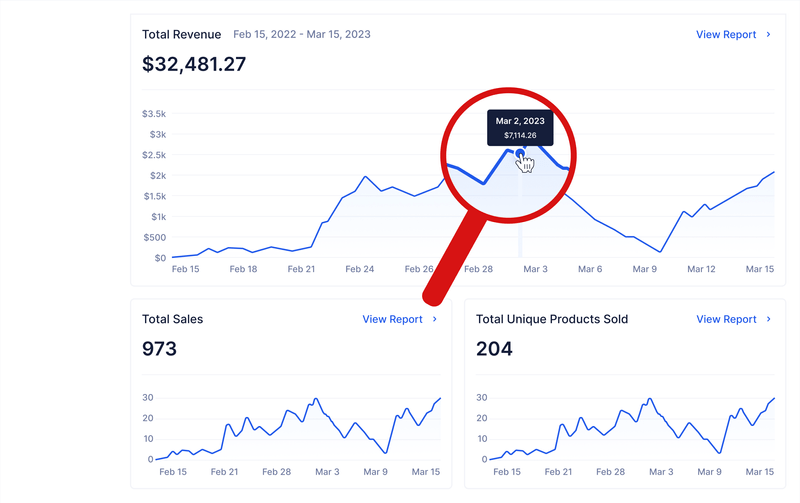 Total Revenue Feb 15, 2022 - Mar 15, 2023 View Report
$32,481.27
Mar 2, 2023
$7,114.26
$3.5k
$3k
$2.5k
$2k
$1.5k
$1k
$500
$0
Feb 15 Feb 18 Feb 21 Feb 24 Feb 26 Feb 28 Mar 3 Mar 6 Mar 9 Mar 12 Mar 15
Total Sales View Report
973
30
20
10
0
Feb 15 Feb 21 Feb 28 Mar 3 Mar 9 Mar 15
Total Unique Products Sold View Report
204
30
20
10
0
Feb 15 Feb 21 Feb 28 Mar 3 Mar 9 Mar 15